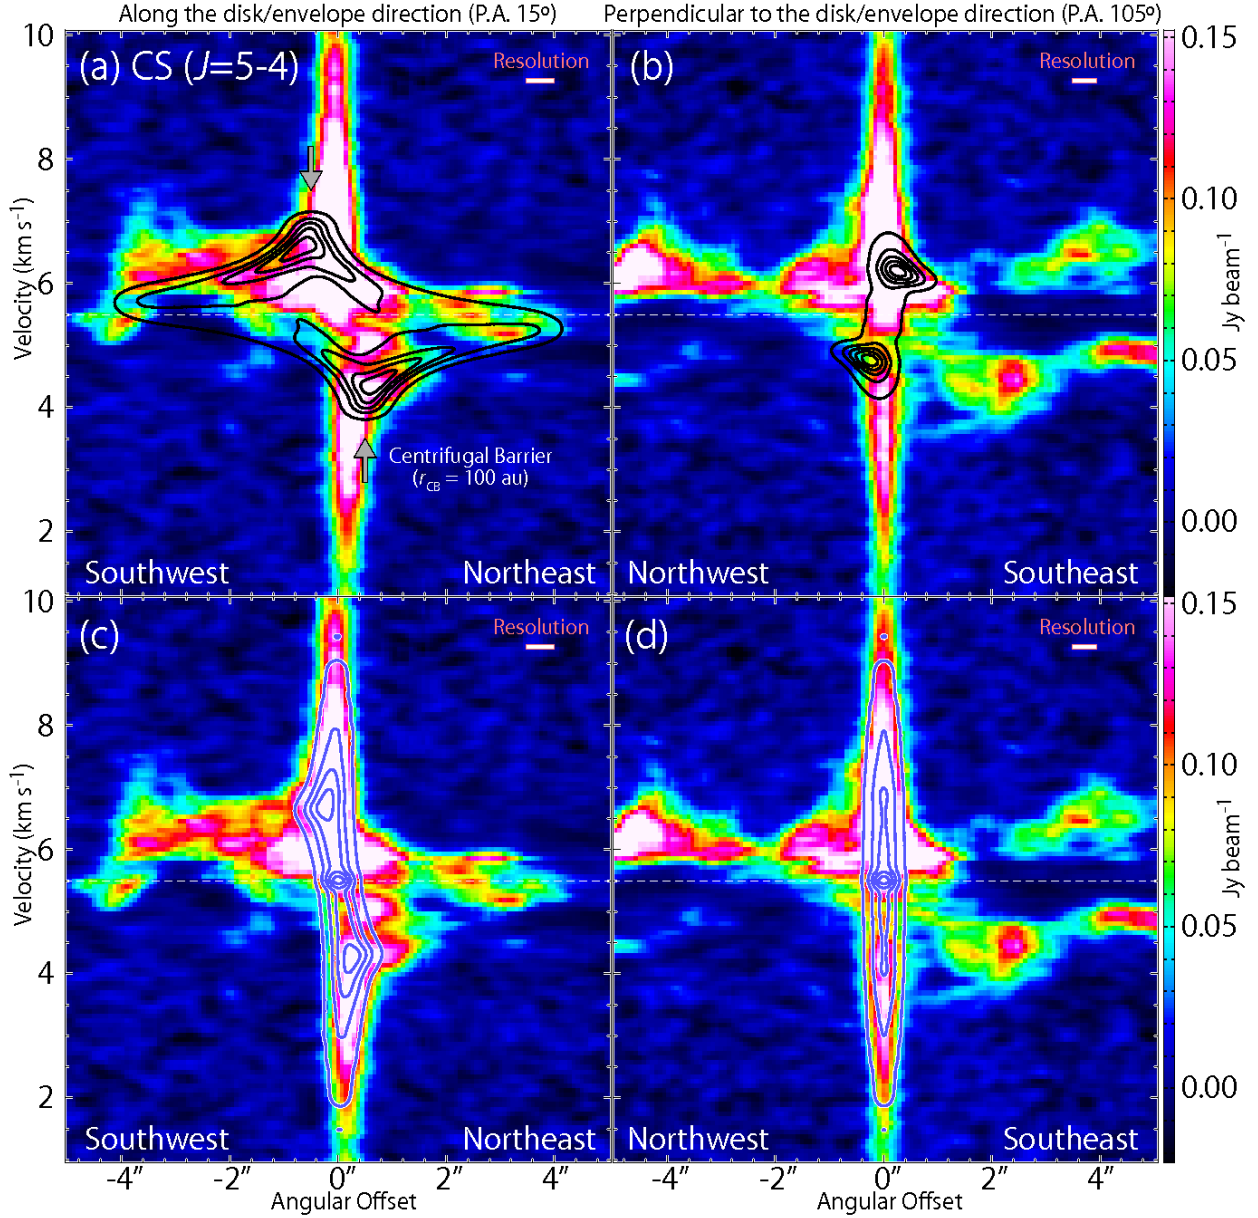 Along the disk/envelope direction (P.A. 15º)
Perpendicular to the disk/envelope direction (P.A. 105º)
(a) CS (J=5-4)
Resolution
(b)
Resolution
10
8
6
4
2
Velocity (km s-1)
Centrifugal Barrier
(rCB = 100 au)
Southwest
Northeast
Northwest
Southeast
0.15
0.10
0.05
0.00
Jy beam−1
(c)
Resolution
(d)
Resolution
10
8
6
4
2
Velocity (km s-1)
Southwest
Northeast
Northwest
Southeast
0.15
0.10
0.05
0.00
Jy beam−1
-4″ -2″ 0″ 2″ 4″
Angular Offset
-4″ -2″ 0″ 2″ 4″
Angular Offset